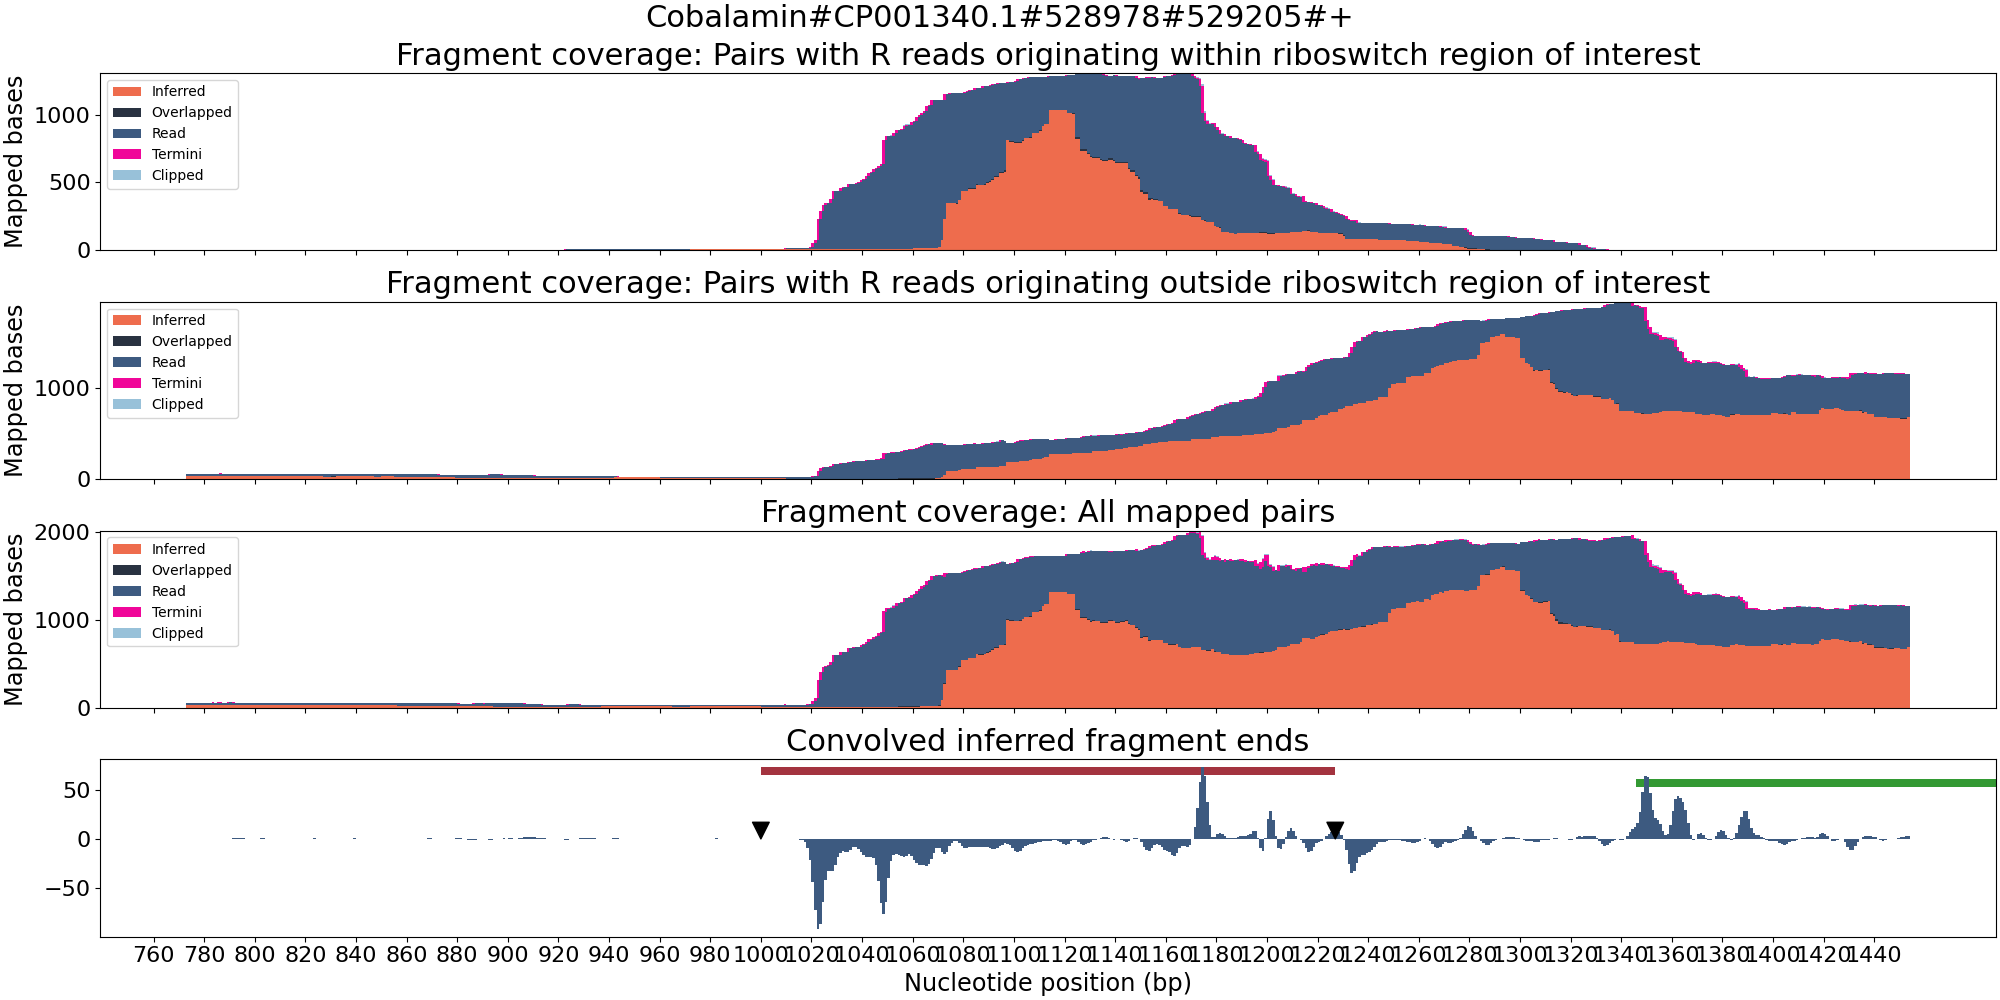 Cobalamin#CP001340.1#528978#529205#+
Fragment coverage: Pairs with R reads originating within riboswitch region of interest
Mapped bases
1000
500
0
Inferred
Overlapped
Read
Termini
Clipped
Fragment coverage: Pairs with R reads originating outside riboswitch region of interest
Mapped bases
1000
0
Inferred
Overlapped
Read
Termini
Clipped
Fragment coverage: All mapped pairs
Mapped bases
2000
1000
0
Inferred
Overlapped
Read
Termini
Clipped
Convolved inferred fragment ends
50
0
−50
760 780 800 820 840 860 880 900 920 940 960 980 1000 1020 1040 1060 1080 1100 1120 1140 1160 1180 1200 1220 1240 1260 1280 1300 1320 1340 1360 1380 1400 1420 1440
Nucleotide position (bp)